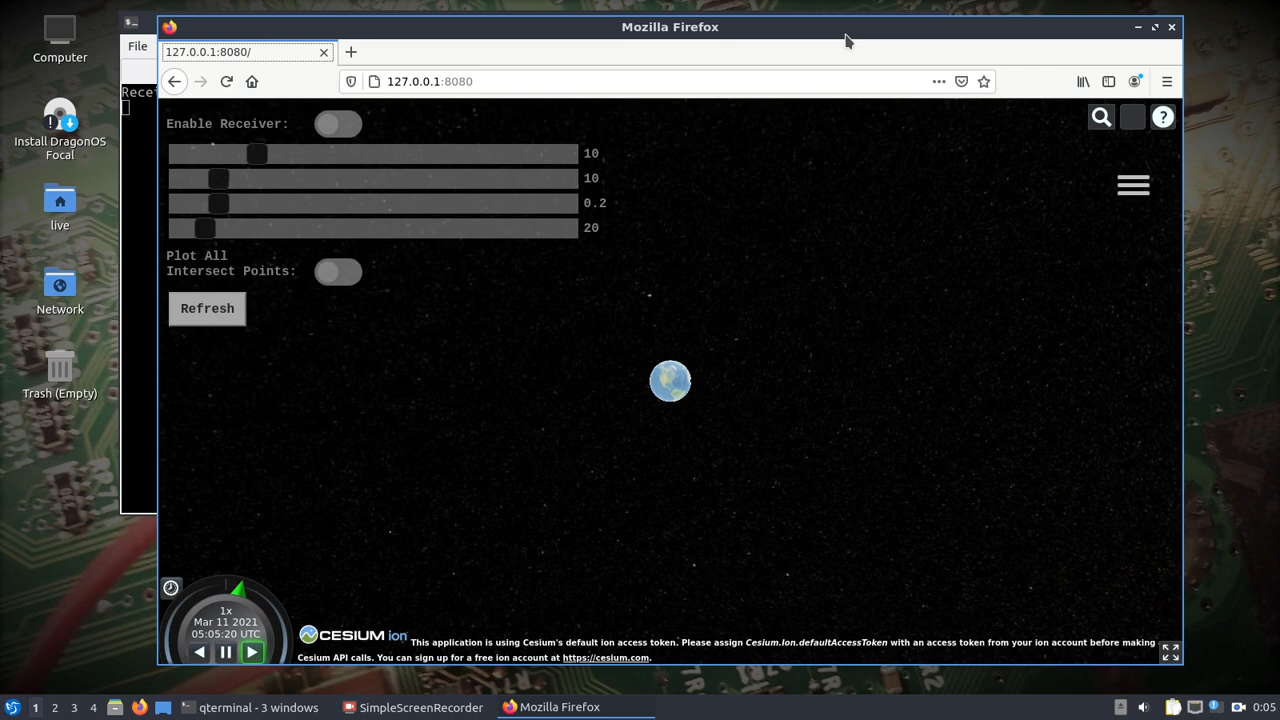 Computer
Install DragonOS
Focal
live
Network
Trash (Empty)
$_
File
Recei
Mozilla Firefox
127.0.0.1:8080/
127.0.0.1:8080
Enable Receiver:
10
10
0.2
20
Plot All
Intersect Points:
Refresh
?
1x
Mar 11 2021
05:05:20 UTC
CESIUM ion
This application is using Cesium's default ion access token. Please assign Cesium.Ion.defaultAccessToken with an access token from your ion account before making
Cesium API calls. You can sign up for a free ion account at https://cesium.com.
1 2 3 4 qterminal - 3 windows SimpleScreenRecorder Mozilla Firefox 0:05